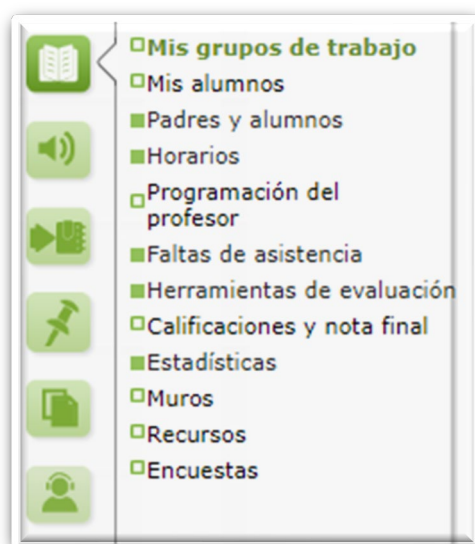 Mis grupos de trabajo
Mis alumnos
Padres y alumnos
Horarios
Programación del
profesor
Faltas de asistencia
Herramientas de evaluación
Calificaciones y nota final
Estadísticas
Muros
Recursos
Encuestas